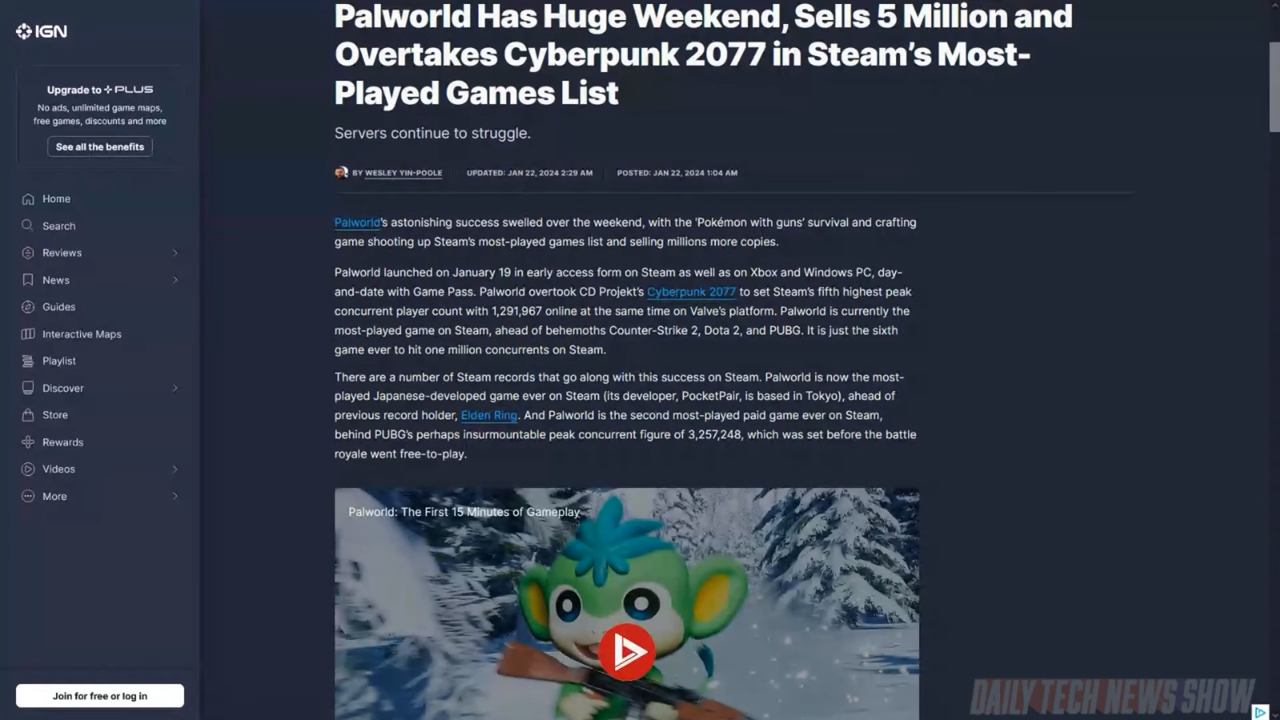 IGN
Upgrade to PLUS
No ads, unlimited game maps,
free games, discounts and more
See all the benefits
Home
Search
Reviews
News
Guides
Interactive Maps
Playlist
Discover
Store
Rewards
Videos
More
Join for free or log in
Palworld Has Huge Weekend, Sells 5 Million and
Overtakes Cyberpunk 2077 in Steam's Most-
Played Games List
Servers continue to struggle.
BY WESLEY YIN-POOLE UPDATED: JAN 22, 2024 2:29 AM POSTED: JAN 22, 2024 1:04 AM
Palworld's astonishing success swelled over the weekend, with the 'Pokémon with guns' survival and crafting
game shooting up Steam's most-played games list and selling millions more copies.
Palworld launched on January 19 in early access form on Steam as well as on Xbox and Windows PC, day-
and-date with Game Pass. Palworld overtook CD Projekt's Cyberpunk 2077 to set Steam's fifth highest peak
concurrent player count with 1,291,967 online at the same time on Valve's platform. Palworld is currently the
most-played game on Steam, ahead of behemoths Counter-Strike 2, Dota 2, and PUBG. It is just the sixth
game ever to hit one million concurrents on Steam.
There are a number of Steam records that go along with this success on Steam. Palworld is now the most-
played Japanese-developed game ever on Steam (its developer, PocketPair, is based in Tokyo), ahead of
previous record holder, Elden Ring. And Palworld is the second most-played paid game ever on Steam,
behind PUBG's perhaps insurmountable peak concurrent figure of 3,257,248, which was set before the battle
royale went free-to-play.
Palworld: The First 15 Minutes of Gameplay
DAILY TECH NEWS SHOW